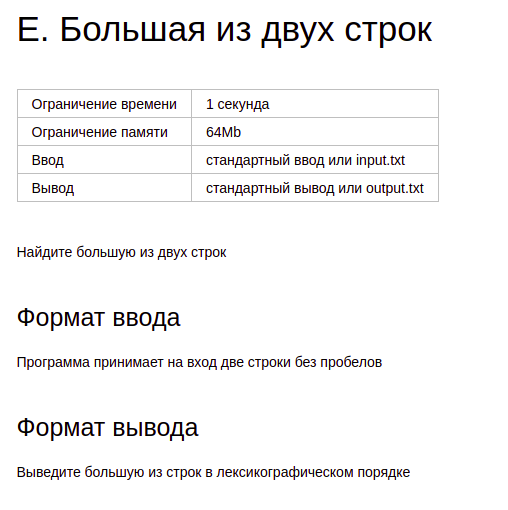 E. Большая из двух строк
Ограничение времени 1 секунда
Ограничение памяти 64Mb
Ввод стандартный ввод или input.txt
Вывод стандартный вывод или output.txt
Найдите большую из двух строк
Формат ввода
Программа принимает на вход две строки без пробелов
Формат вывода
Выведите большую из строк в лексикографическом порядке